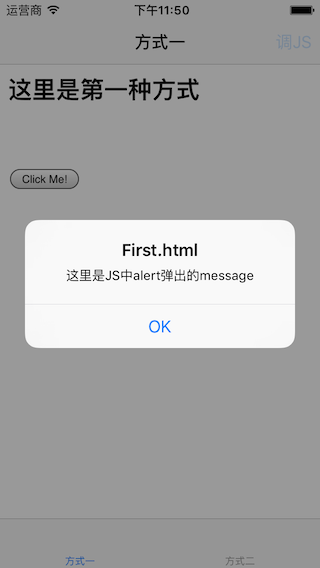 运营商 下午11:50
方式一 调JS
这里是第一种方式
Click Me!
First.html
这里是JS中alert弹出的message
OK
方式一 方式二